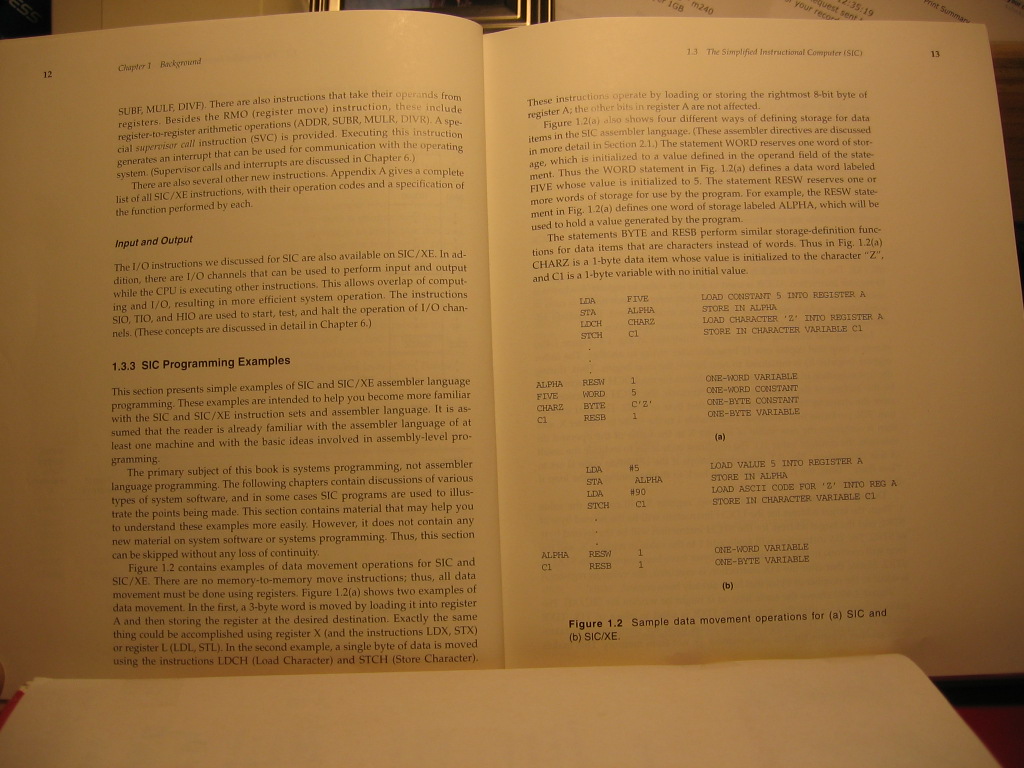 ESS
1GB
m240
12:35:19
request sent
your record
Print Summary
12
Chapter 1 Background
SUBF, MULF, DIVF). There are also instructions that take their operands from
registers. Besides the RMO (register move) instruction, these include
register-to-register arithmetic operations (ADDR, SUBR, MULR, DIVR). A spe-
cial supervisor call instruction (SVC) is provided. Executing this instruction
generates an interrupt that can be used for communication with the operating
system. (Supervisor calls and interrupts are discussed in Chapter 6.)
There are also several other new instructions. Appendix A gives a complete
list of all SIC/XE instructions, with their operation codes and a specification of
the function performed by each.
Input and Output
The I/O instructions we discussed for SIC are also available on SIC/XE. In ad-
dition, there are I/O channels that can be used to perform input and output
while the CPU is executing other instructions. This allows overlap of comput-
ing and I/O, resulting in more efficient system operation. The instructions
SIO, TIO, and HIO are used to start, test, and halt the operation of I/O chan-
nels. (These concepts are discussed in detail in Chapter 6.)
1.3.3 SIC Programming Examples
This section presents simple examples of SIC and SIC/XE assembler language
programming. These examples are intended to help you become more familiar
with the SIC and SIC/XE instruction sets and assembler language. It is as-
sumed that the reader is already familiar with the assembler language of at
least one machine and with the basic ideas involved in assembly-level pro-
gramming.
The primary subject of this book is systems programming, not assembler
language programming. The following chapters contain discussions of various
types of system software, and in some cases SIC programs are used to illus-
trate the points being made. This section contains material that may help you
to understand these examples more easily. However, it does not contain any
new material on system software or systems programming. Thus, this section
can be skipped without any loss of continuity.
Figure 1.2 contains examples of data movement operations for SIC and
SIC/XE. There are no memory-to-memory move instructions; thus, all data
movement must be done using registers. Figure 1.2(a) shows two examples of
data movement. In the first, a 3-byte word is moved by loading it into register
A and then storing the register at the desired destination. Exactly the same
thing could be accomplished using register X (and the instructions LDX, STX)
or register L (LDL, STL). In the second example, a single byte of data is moved
using the instructions LDCH (Load Character) and STCH (Store Character).
1.3 The Simplified Instructional Computer (SIC)
13
These instructions operate by loading or storing the rightmost 8-bit byte of
register A; the other bits in register A are not affected.
Figure 1.2(a) also shows four different ways of defining storage for data
items in the SIC assembler language. (These assembler directives are discussed
in more detail in Section 2.1.) The statement WORD reserves one word of stor-
age, which is initialized to a value defined in the operand field of the state-
ment. Thus the WORD statement in Fig. 1.2(a) defines a data word labeled
FIVE whose value is initialized to 5. The statement RESW reserves one or
more words of storage for use by the program. For example, the RESW state-
ment in Fig. 1.2(a) defines one word of storage labeled ALPHA, which will be
used to hold a value generated by the program.
The statements BYTE and RESB perform similar storage-definition func-
tions for data items that are characters instead of words. Thus in Fig. 1.2(a)
CHARZ is a 1-byte data item whose value is initialized to the character "Z",
and C1 is a 1-byte variable with no initial value.
LDA FIVE LOAD CONSTANT 5 INTO REGISTER A
STA ALPHA STORE IN ALPHA
LDCH CHARZ LOAD CHARACTER 'Z' INTO REGISTER A
STCH C1 STORE IN CHARACTER VARIABLE C1
.
.
.
ALPHA RESW 1 ONE-WORD VARIABLE
FIVE WORD 5 ONE-WORD CONSTANT
CHARZ BYTE C'Z' ONE-BYTE CONSTANT
C1 RESB 1 ONE-BYTE VARIABLE
(a)
LDA #5 LOAD VALUE 5 INTO REGISTER A
STA ALPHA STORE IN ALPHA
LDA #90 LOAD ASCII CODE FOR 'Z' INTO REG A
STCH C1 STORE IN CHARACTER VARIABLE C1
.
.
.
ALPHA RESW 1 ONE-WORD VARIABLE
C1 RESB 1 ONE-BYTE VARIABLE
(b)
Figure 1.2 Sample data movement operations for (a) SIC and
(b) SIC/XE.